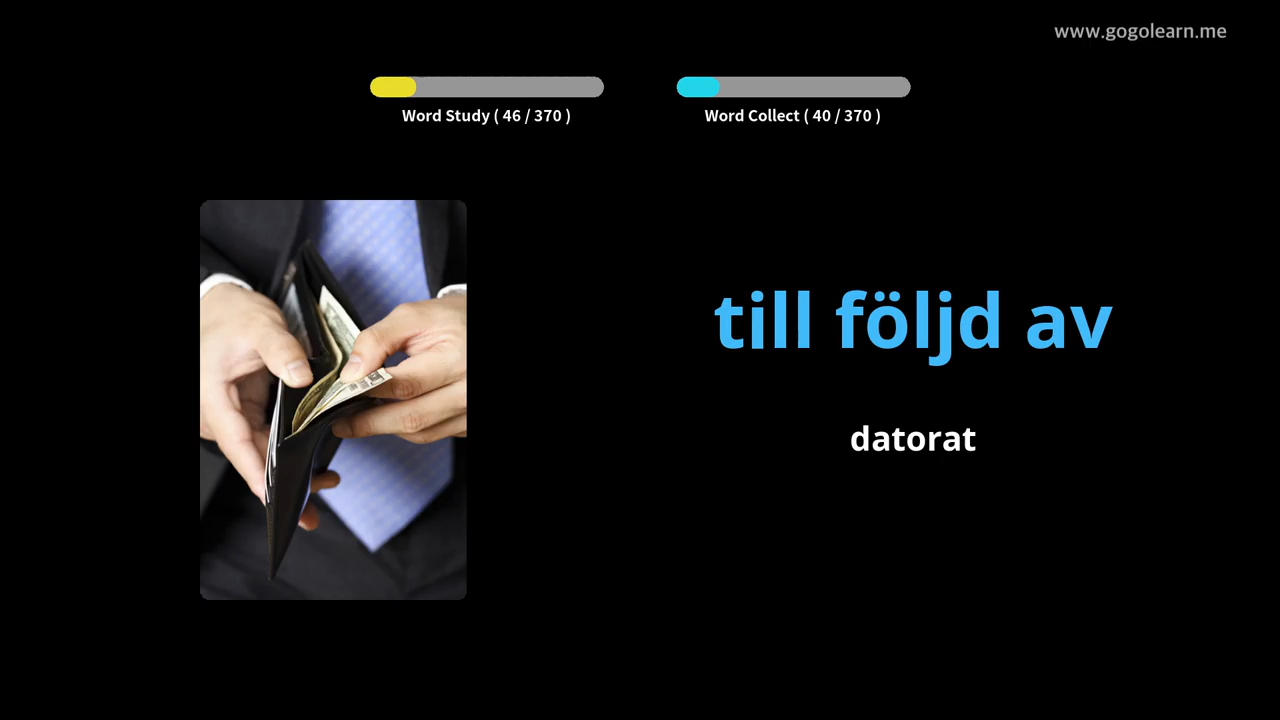 www.gogolearn.me
Word Study ( 46 / 370 )
Word Collect ( 40 / 370 )
till följd av
datorat